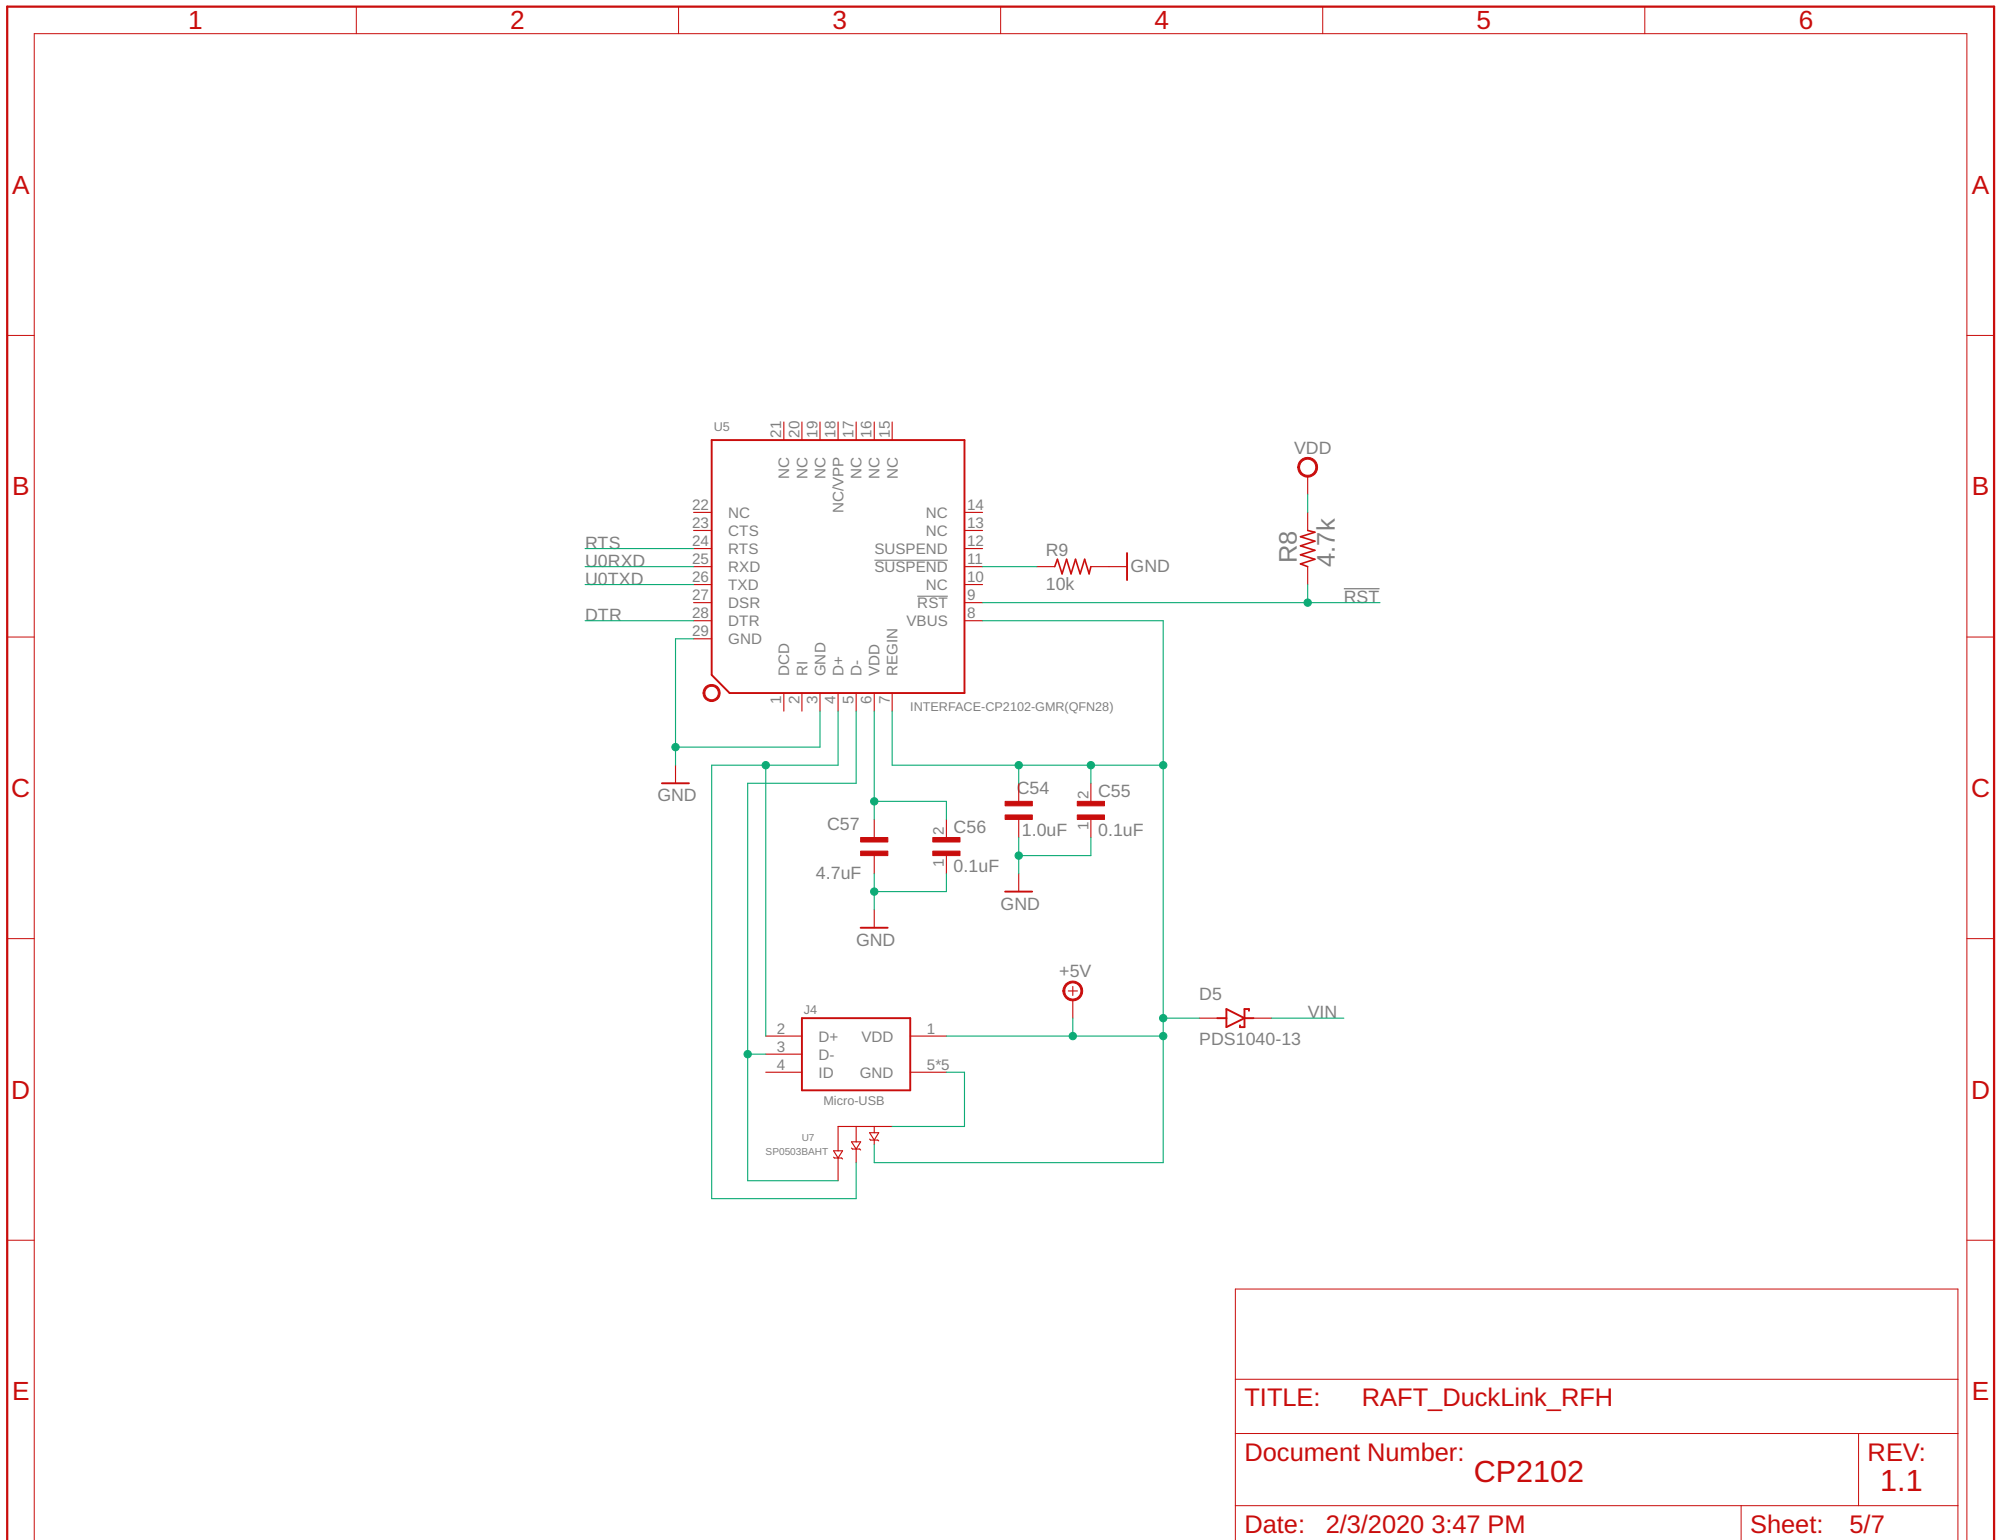 1 2 3 4 5 6
A A
B B
C C
D D
E E
U5
21 20 19 18 17 16 15
NC NC NC NC/VPP NC NC NC
22 NC
23 CTS
RTS 24 RTS
U0RXD 25 RXD
U0TXD 26 TXD
27 DSR
DTR 28 DTR
29 GND
NC 14
NC 13
SUSPEND 12
SUSPEND 11
NC 10
RST 9
VBUS 8
DCD RI GND D+ D- VDD REGIN
1 2 3 4 5 6 7
INTERFACE-CP2102-GMR(QFN28)
R9
10k
GND
VDD
R8
4.7k
RST
GND
C57
4.7uF
2 C56
1 0.1uF
GND
C54
1.0uF
2 C55
1 0.1uF
GND
+5V
D5
VIN
PDS1040-13
J4
2 D+ VDD 1
3 D-
4 ID GND 5*5
Micro-USB
U7
SP0503BAHT
TITLE: RAFT_DuckLink_RFH
Document Number: CP2102
REV: 1.1
Date: 2/3/2020 3:47 PM
Sheet: 5/7